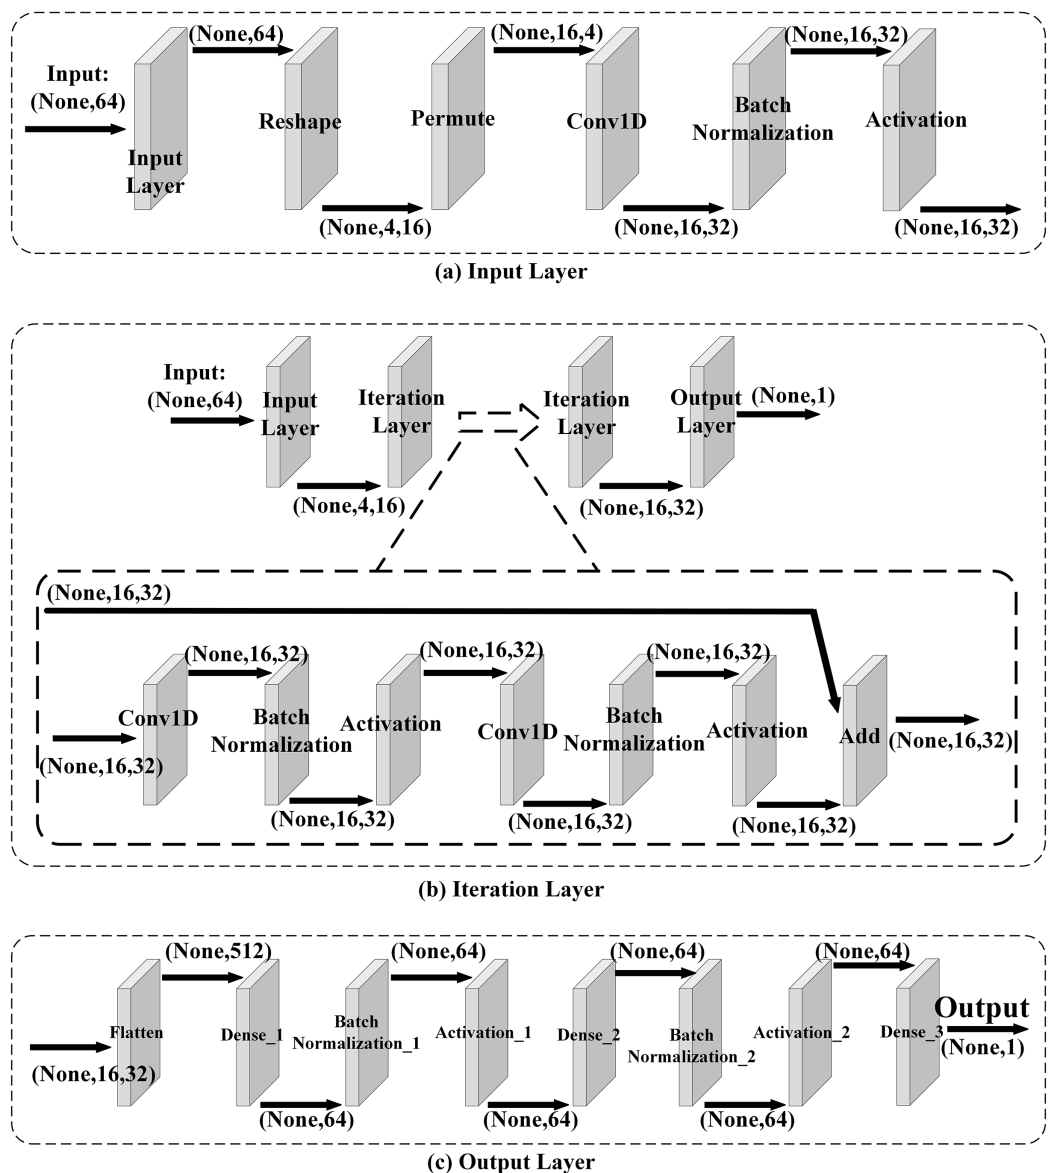 Input:
(None,64)
Input
Layer
(None,64)
Reshape
(None,4,16)
Permute
(None,16,4)
Conv1D
(None,16,32)
Batch
Normalization
(None,16,32)
Activation
(None,16,32)
(a) Input Layer
Input:
(None,64)
Input
Layer
(None,4,16)
Iteration
Layer
Iteration
Layer
(None,16,32)
Output
Layer
(None,1)
(None,16,32)
(None,16,32)
Conv1D
(None,16,32)
Batch
Normalization
(None,16,32)
Activation
(None,16,32)
Conv1D
(None,16,32)
Batch
Normalization
(None,16,32)
Activation
(None,16,32)
Add
(None,16,32)
(b) Iteration Layer
(None,16,32)
Flatten
(None,512)
Dense_1
(None,64)
Batch
Normalization_1
(None,64)
Activation_1
(None,64)
Dense_2
(None,64)
Batch
Normalization_2
(None,64)
Activation_2
(None,64)
Dense_3
Output
(None,1)
(c) Output Layer